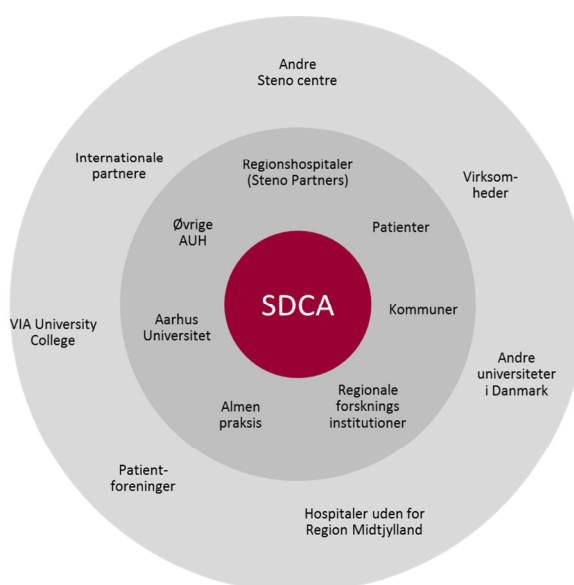 Andre
Steno centre
Internationale
partnere
Regionshospitaler
(Steno Partners)
Virksom-
heder
Øvrige
AUH
Patienter
SDCA
VIA University
College
Aarhus
Universitet
Kommuner
Andre
universiteter
i Danmark
Almen
praksis
Regionale
forsknings
institutioner
Patient-
foreninger
Hospitaler uden for
Region Midtjylland